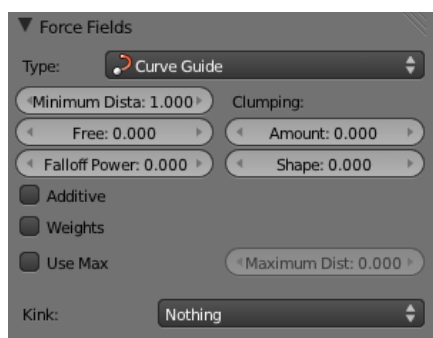 Force Fields
Type: Curve Guide
Minimum Dista: 1.000 Clumping:
Free: 0.000 Amount: 0.000
Falloff Power: 0.000 Shape: 0.000
Additive
Weights
Use Max Maximum Dist: 0.000
Kink: Nothing